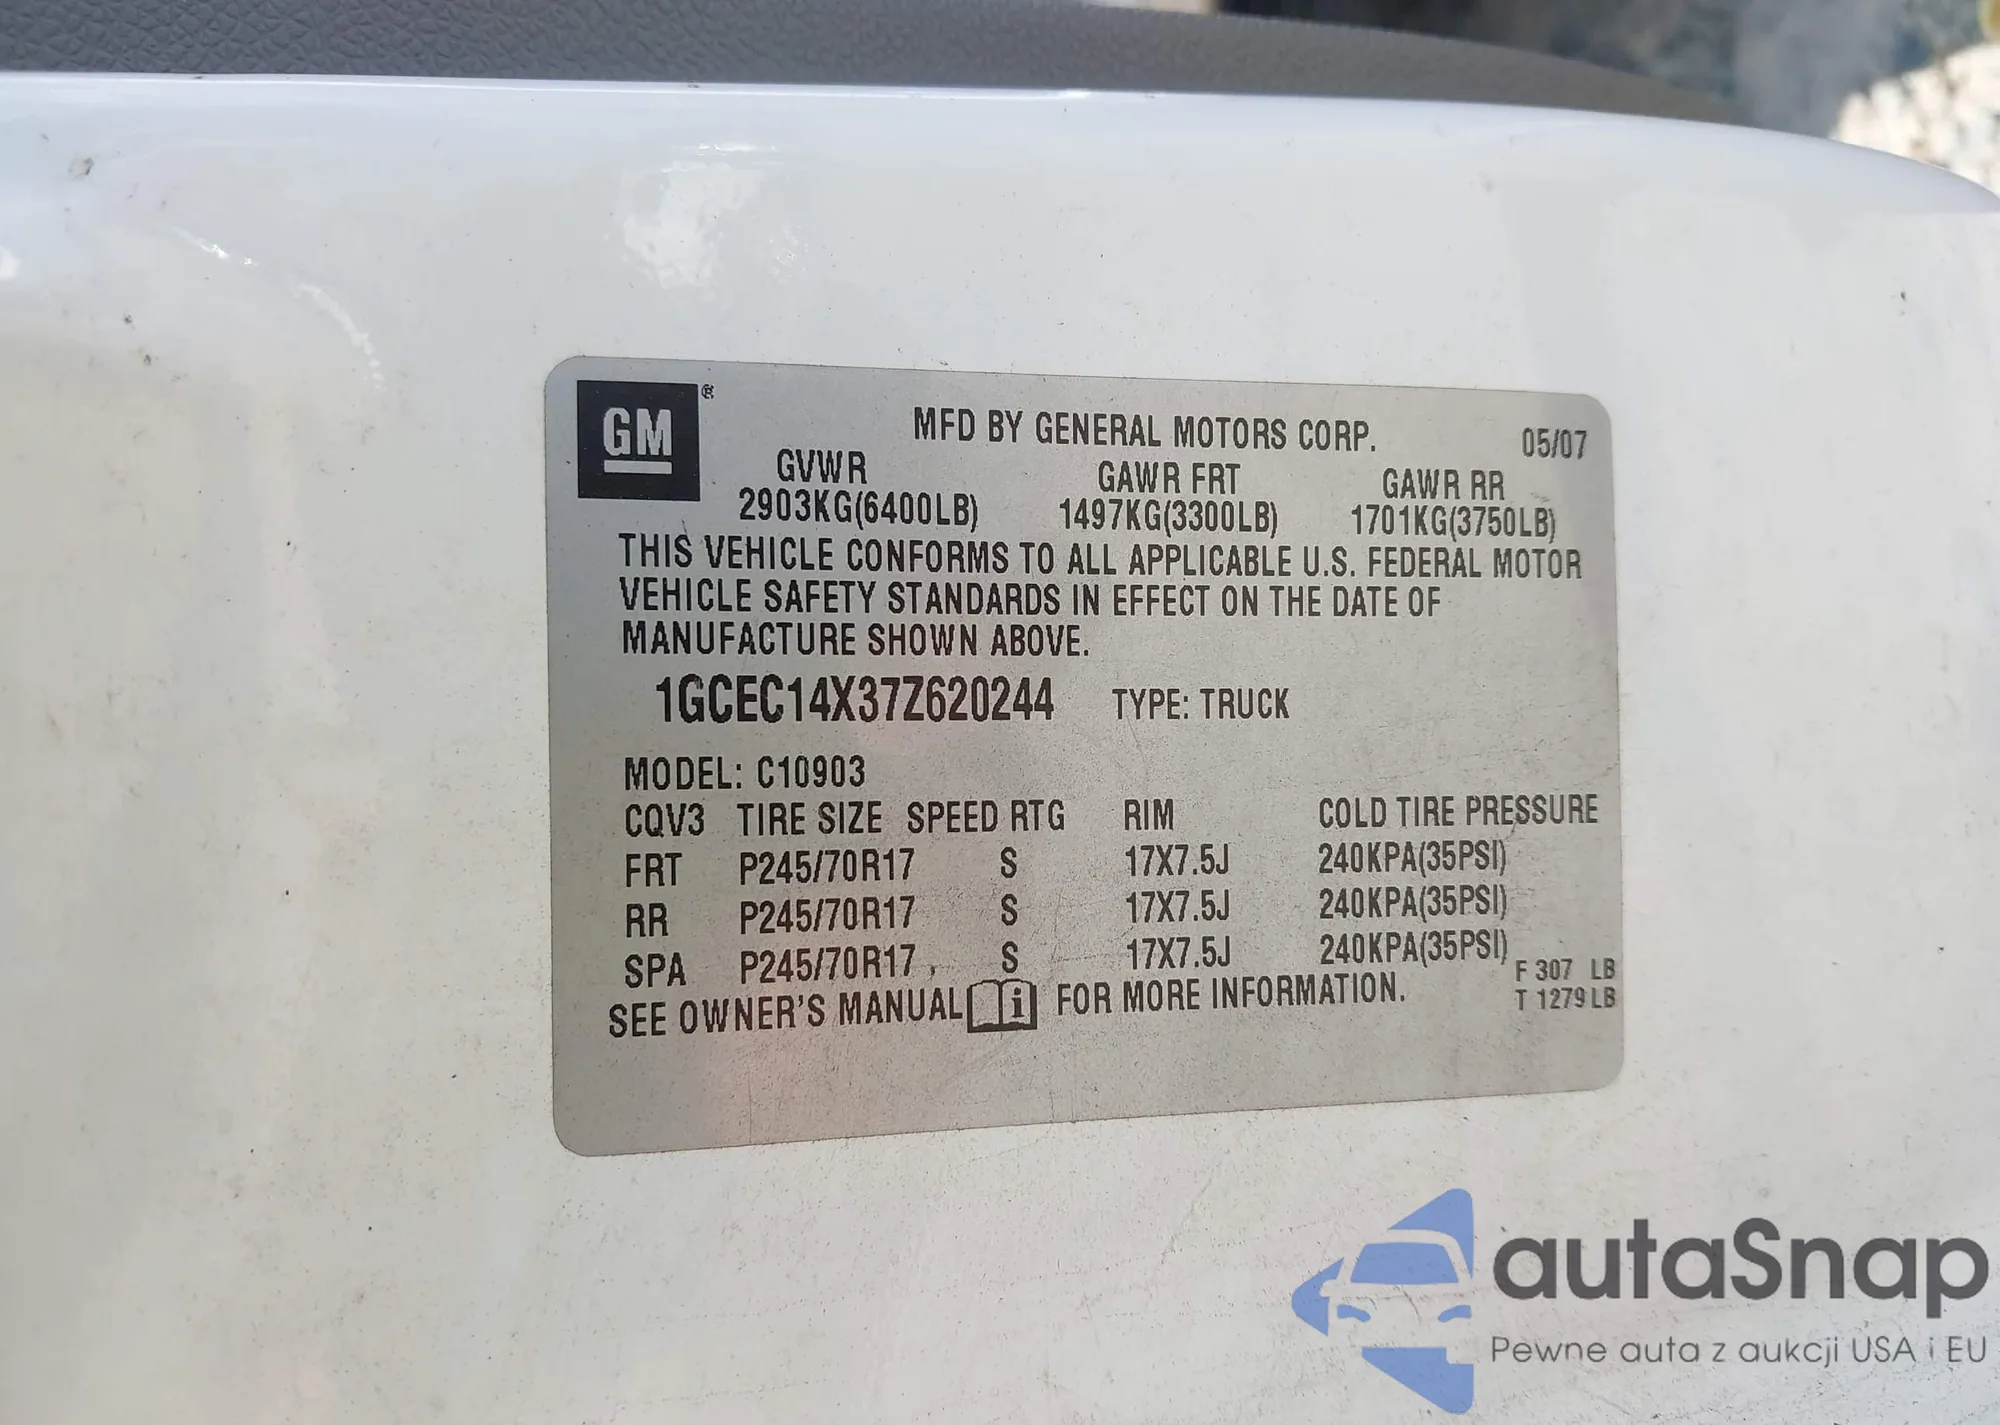 GM®
MFD BY GENERAL MOTORS CORP. 05/07
GVWR GAWR FRT GAWR RR
2903KG(6400LB) 1497KG(3300LB) 1701KG(3750LB)
THIS VEHICLE CONFORMS TO ALL APPLICABLE U.S. FEDERAL MOTOR
VEHICLE SAFETY STANDARDS IN EFFECT ON THE DATE OF
MANUFACTURE SHOWN ABOVE.
1GCEC14X37Z620244 TYPE: TRUCK
MODEL: C10903
CQV3 TIRE SIZE SPEED RTG RIM COLD TIRE PRESSURE
FRT P245/70R17 S 17X7.5J 240KPA(35PSI)
RR P245/70R17 S 17X7.5J 240KPA(35PSI)
SPA P245/70R17 S 17X7.5J 240KPA(35PSI)
F 307 LB
T 1279LB
SEE OWNER'S MANUAL i FOR MORE INFORMATION.
autaSnap
Pewne auta z aukcji USA i EU